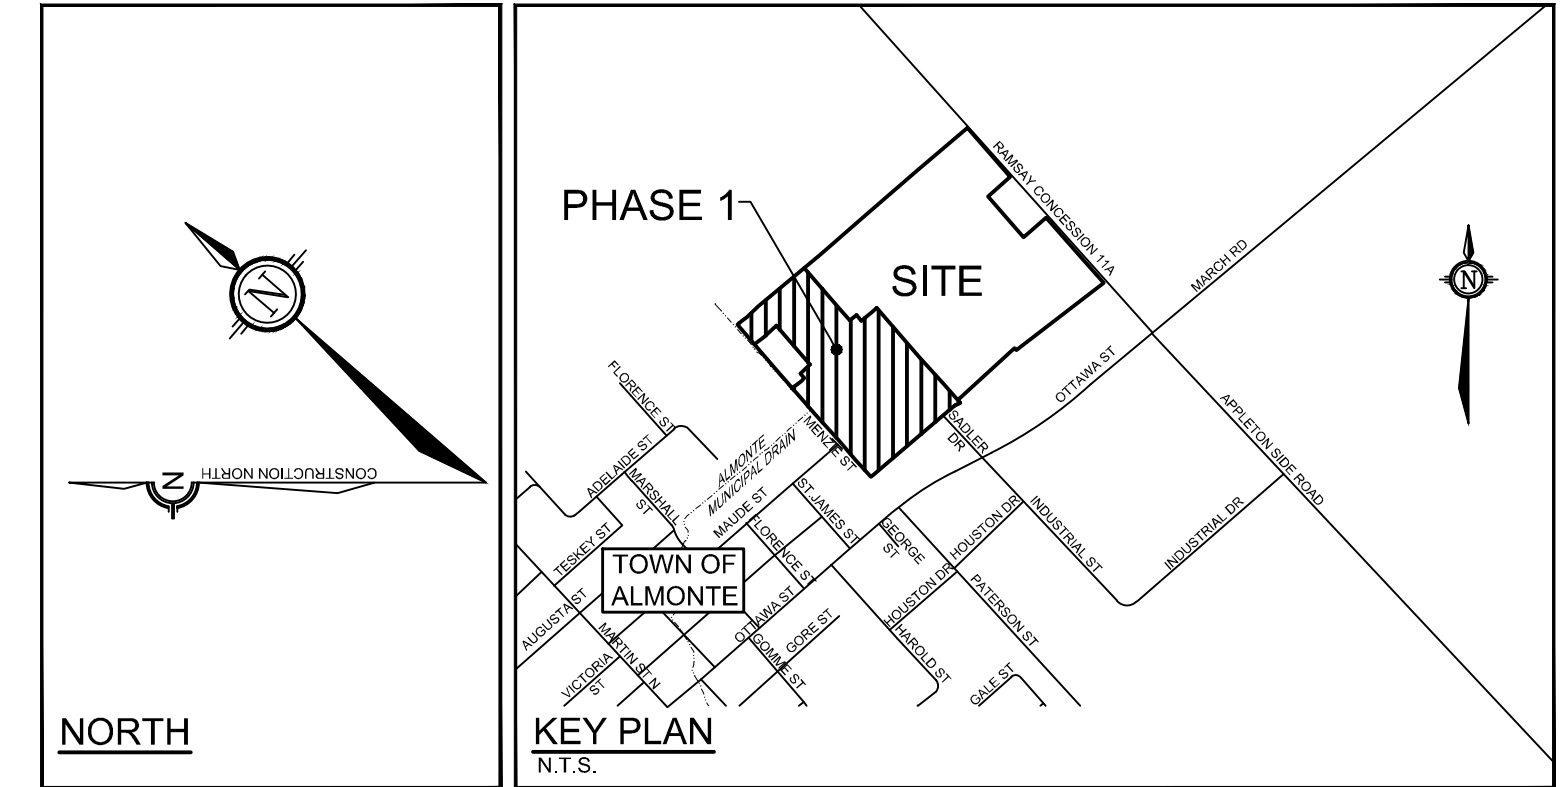 N
CONSTRUCTION NORTH
N
NORTH
PHASE 1
SITE
RAMSAY CONCESSION 11A
MARCH RD
N
OTTAWA ST
APPLETON SIDE ROAD
FLORENCE ST
ADELAIDE ST
MARSHALL
ST
ALMONTE
MUNICIPAL DRAIN
MENZIE ST
SADLER
DR
MAUDE ST
ST.JAMES ST
FLORENCE ST
GEORGE
ST
HOUSTON DR
INDUSTRIAL ST
INDUSTRIAL DR
TESKEY ST
TOWN OF
ALMONTE
HOUSTON DR
PATERSON ST
AUGUSTA ST
MARTIN ST N
OTTAWA ST
GORE ST
GOMME ST
HAROLD ST
VICTORIA
ST
GALE ST
KEY PLAN
N.T.S.